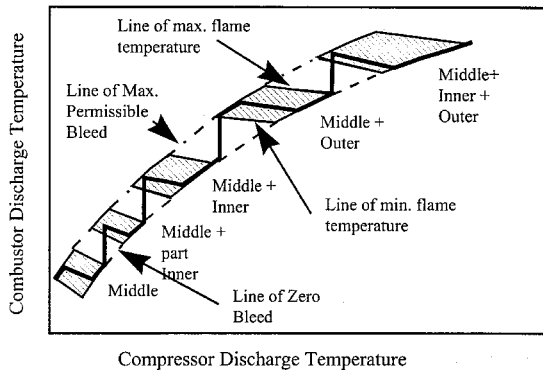 Line of max. flame
temperature
Line of Max.
Permissible
Bleed
Middle+
Inner +
Outer
Middle +
Outer
Middle +
Inner
Line of min. flame
temperature
Middle +
part
Inner
Middle
Line of Zero
Bleed
Combustor Discharge Temperature
Compressor Discharge Temperature